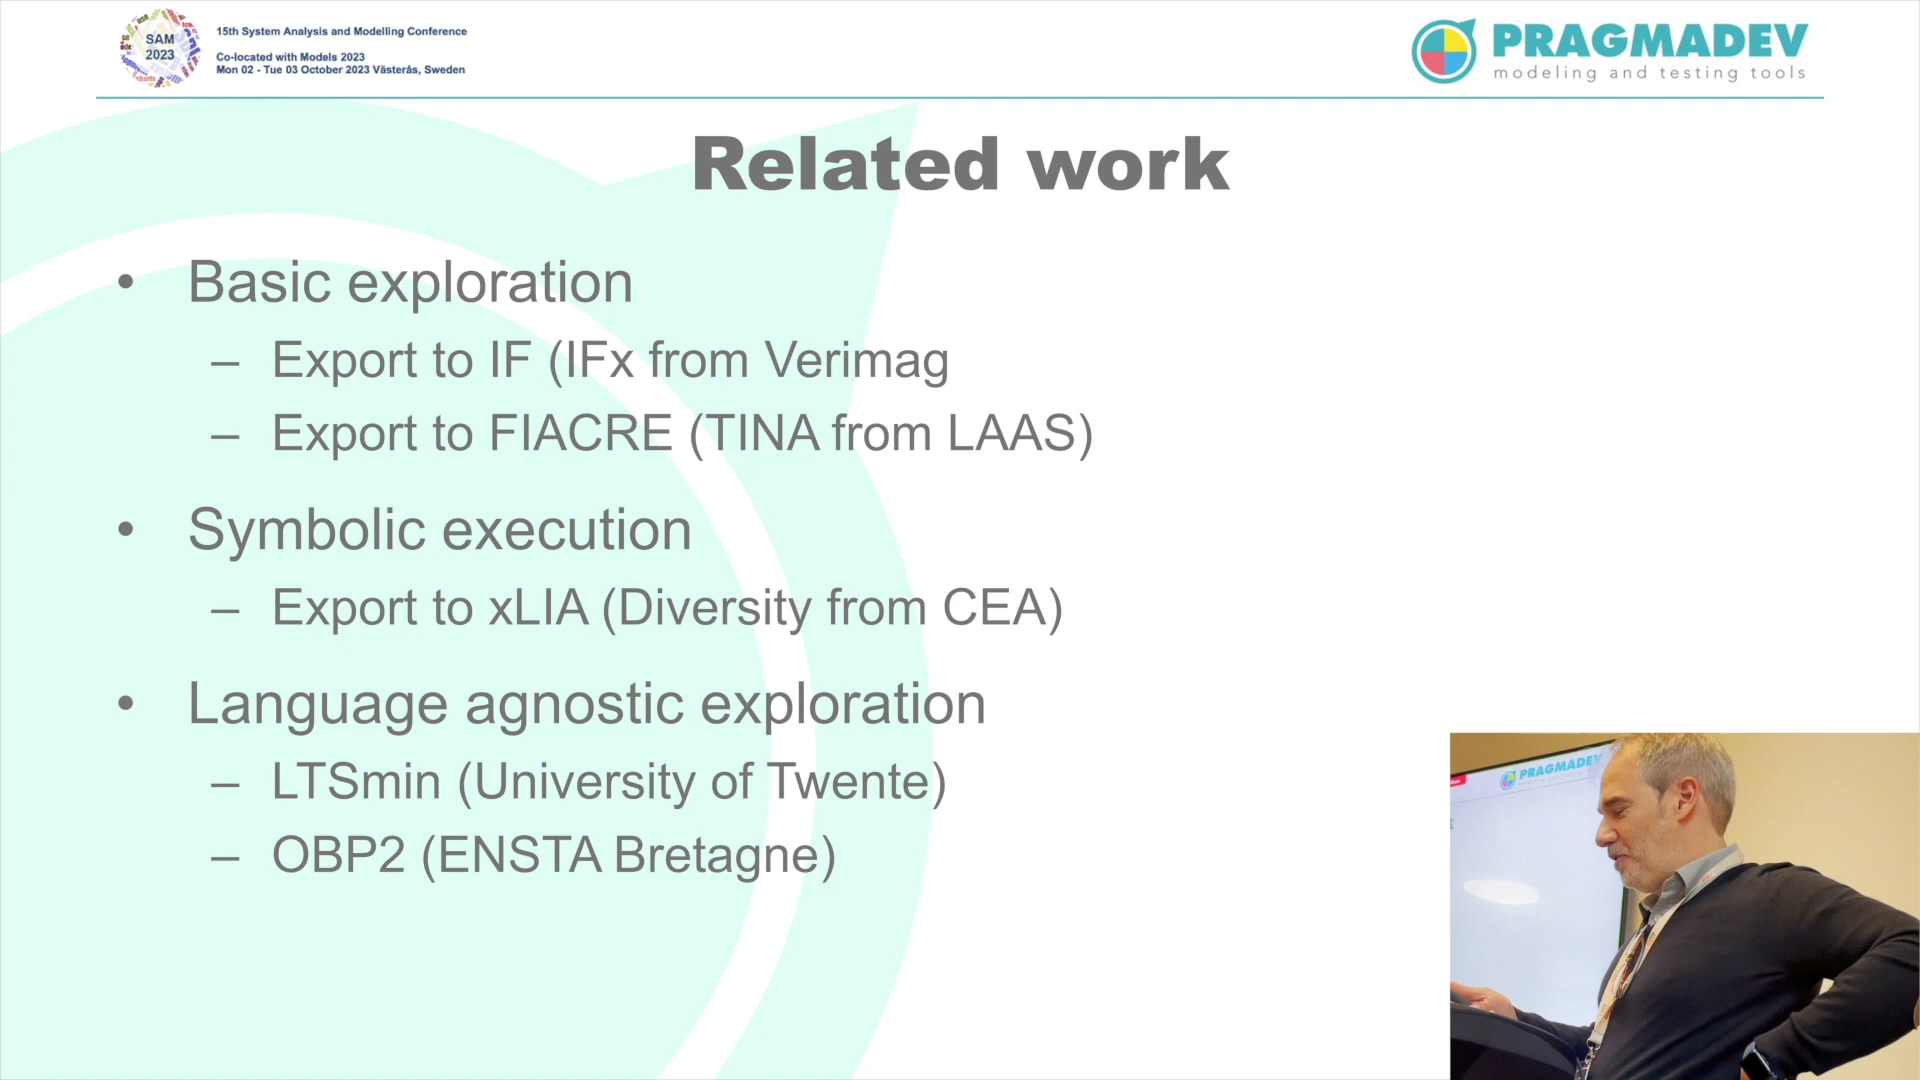 SAM
2023
15th System Analysis and Modelling Conference
Co-located with Models 2023
Mon 02 - Tue 03 October 2023 Västerås, Sweden
PRAGMADEV
modeling and testing tools
Related work
• Basic exploration
– Export to IF (IFx from Verimag
– Export to FIACRE (TINA from LAAS)
• Symbolic execution
– Export to xLIA (Diversity from CEA)
• Language agnostic exploration
– LTSmin (University of Twente)
– OBP2 (ENSTA Bretagne)
PRAGMADEV